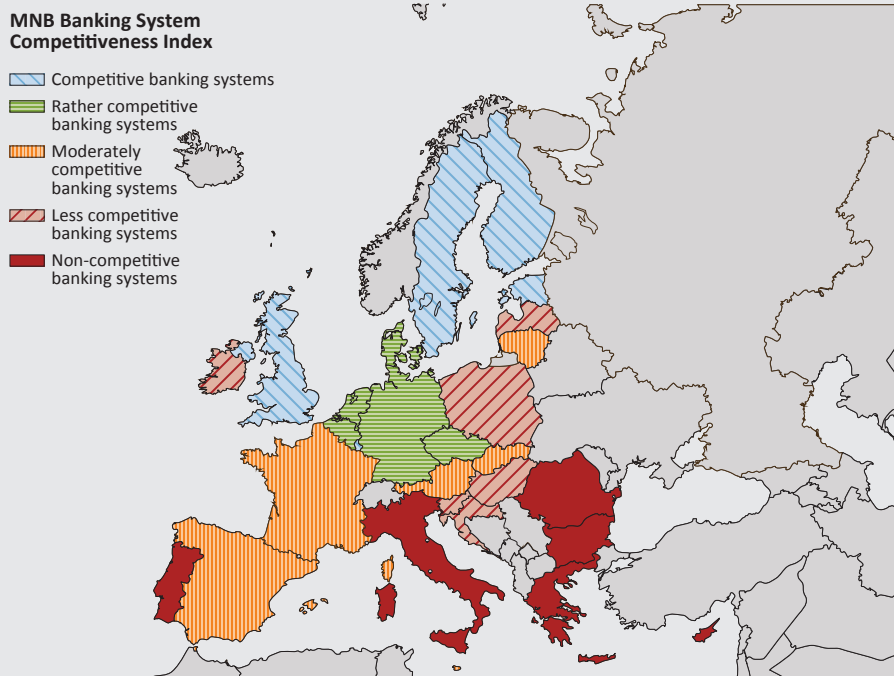 MNB Banking System
Competitiveness Index
Competitive banking systems
Rather competitive
banking systems
Moderately
competitive
banking systems
Less competitive
banking systems
Non-competitive
banking systems